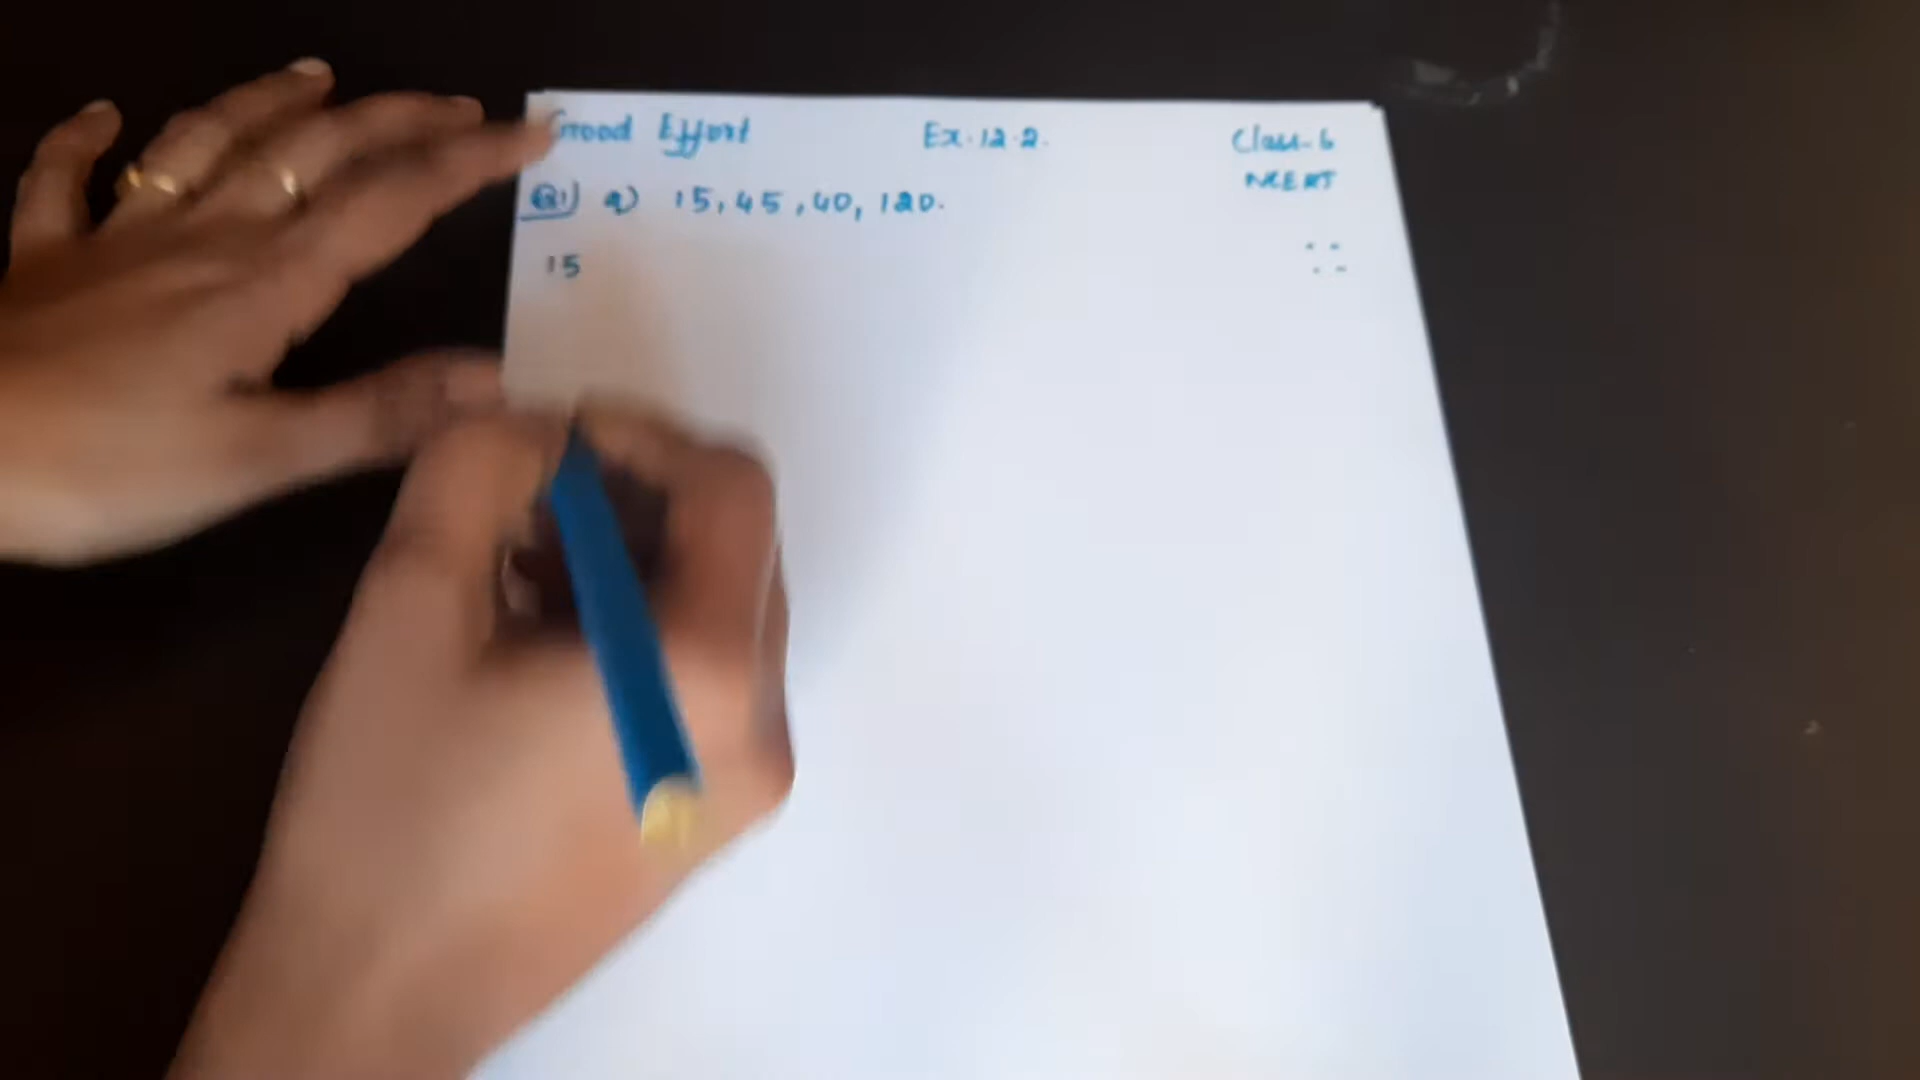 Good Effort Ex. 12.2. Class-6
NCERT
Q1) a) 15, 45, 40, 120.
15 ::